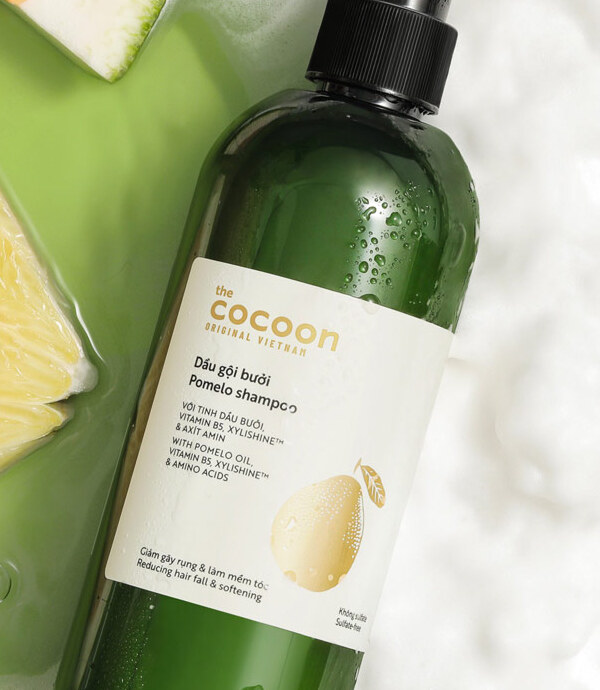 the
cocoon
ORIGINAL VIETNAM
Dầu gội bưởi
Pomelo shampoo
VỚI TINH DẦU BƯỞI,
VITAMIN B5, XYLISHINE™
& AXÍT AMIN
WITH POMELO OIL,
VITAMIN B5, XYLISHINE™
& AMINO ACIDS
Giảm gãy rụng & làm mềm tóc
Reducing hair fall & softening
Không sulfate
Sulfate-free